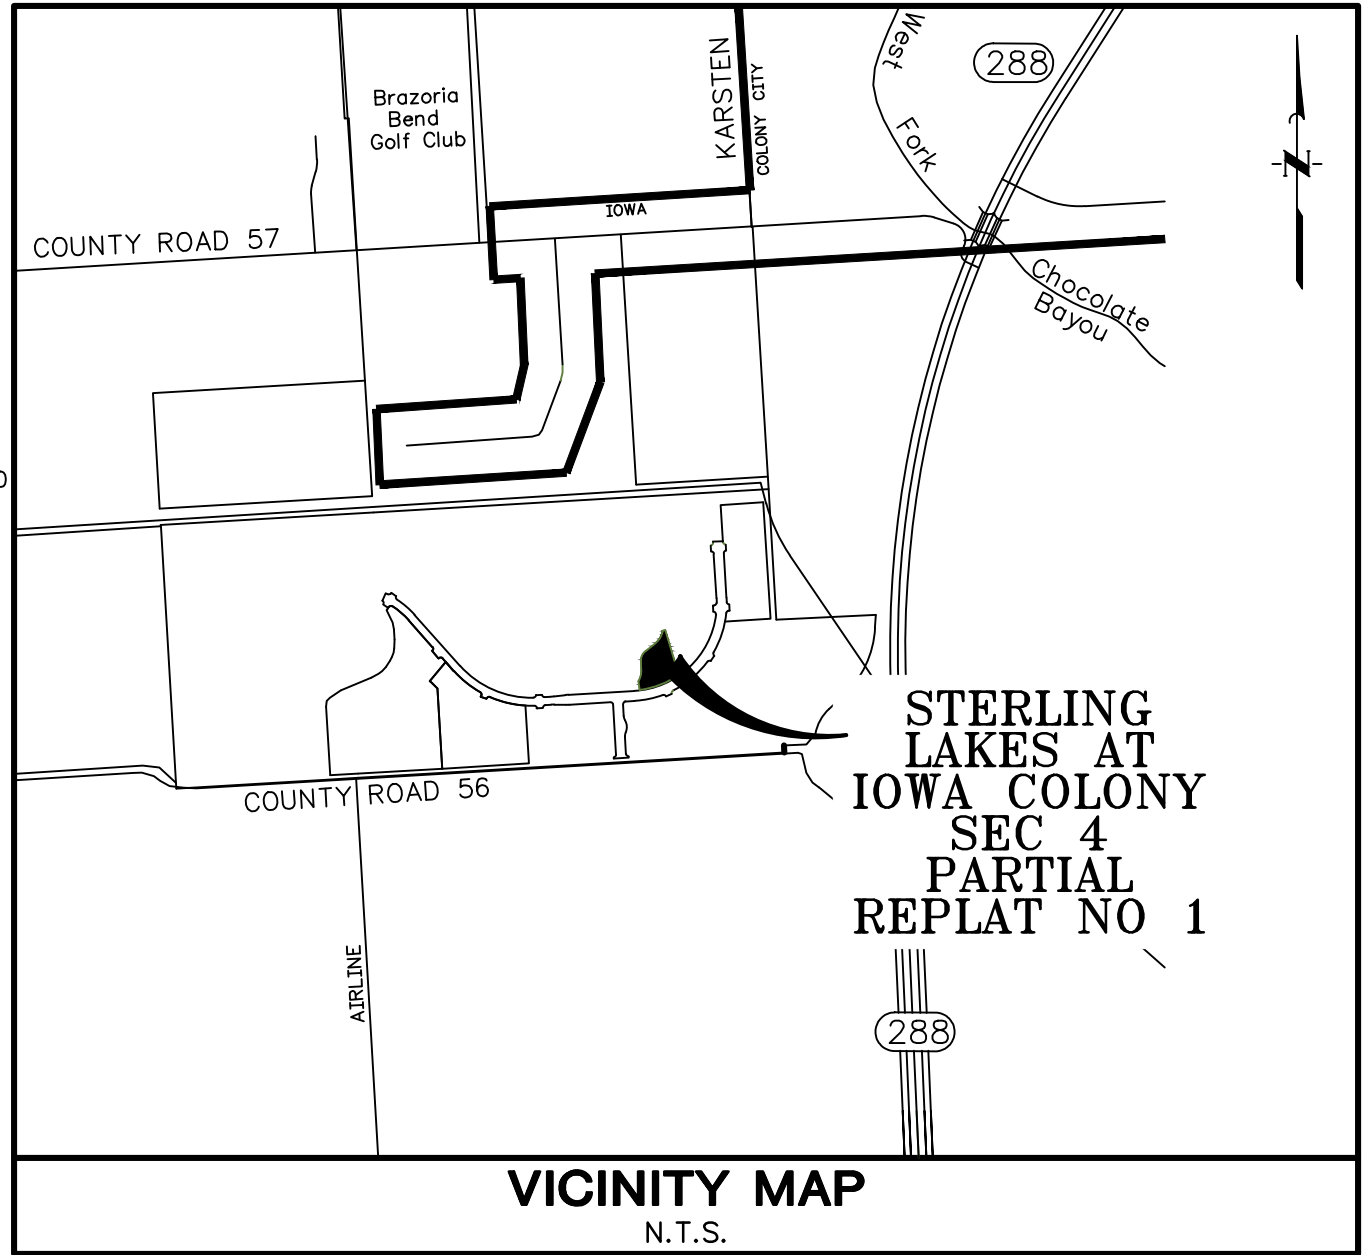 West
288
KARSTEN
COLONY CITY
Brazoria
Bend
Golf Club
Fork
N
IOWA
COUNTY ROAD 57
Chocolate
Bayou
STERLING
LAKES AT
IOWA COLONY
SEC 4
PARTIAL
REPLAT NO 1
COUNTY ROAD 56
AIRLINE
288
VICINITY MAP
N.T.S.